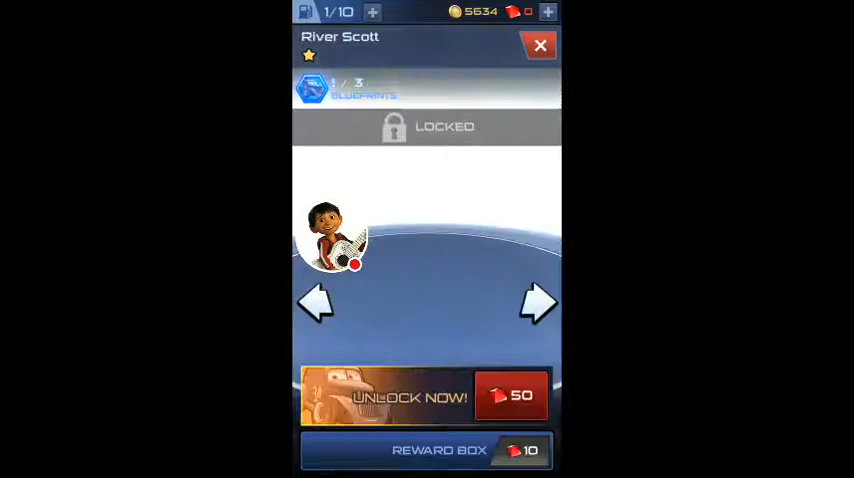 1/10
5634
0
River Scott
1 / 3
BLUEPRINTS
LOCKED
UNLOCK NOW!
50
REWARD BOX
10